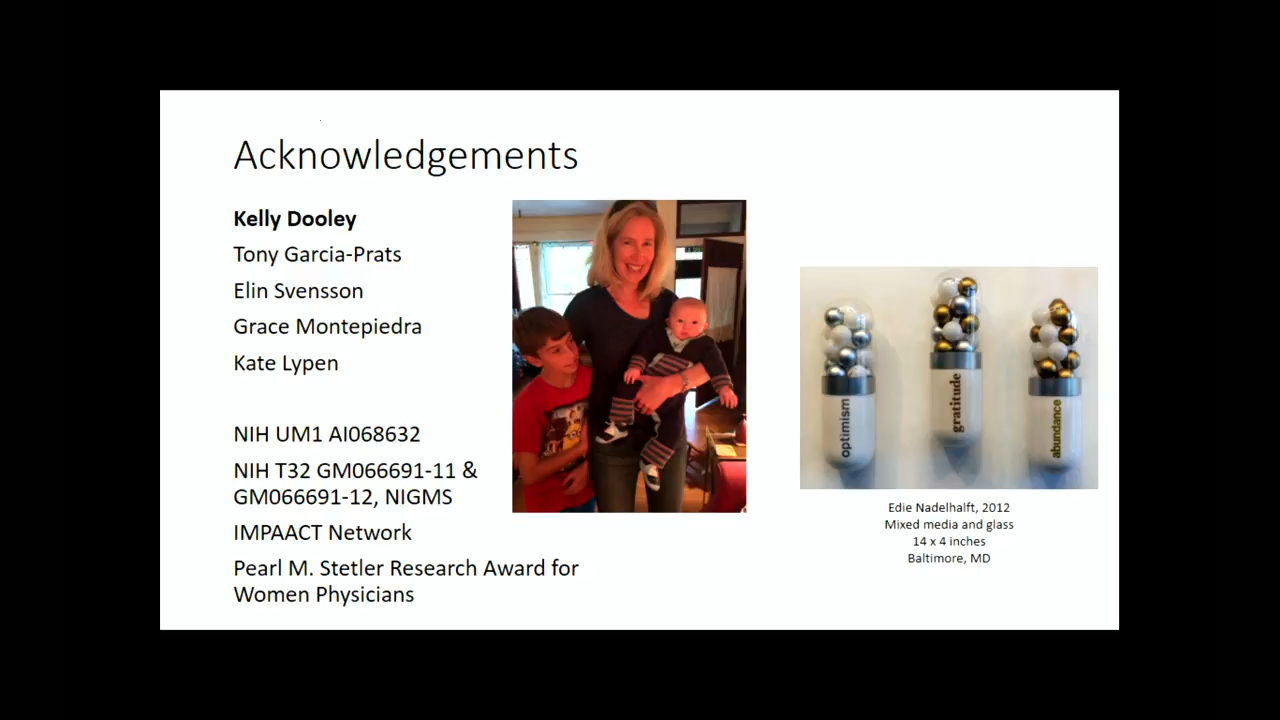 Acknowledgements
Kelly Dooley
Tony Garcia-Prats
Elin Svensson
Grace Montepiedra
Kate Lypen
NIH UM1 AI068632
NIH T32 GM066691-11 &
GM066691-12, NIGMS
IMPAACT Network
Pearl M. Stetler Research Award for
Women Physicians
optimism
gratitude
abundance
Edie Nadelhalft, 2012
Mixed media and glass
14 x 4 inches
Baltimore, MD